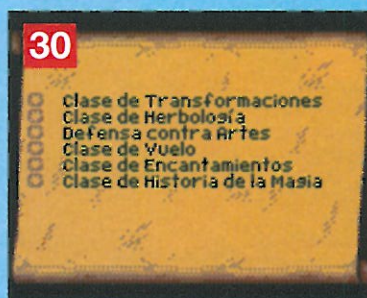 30
Clase de Transformaciones
Clase de Herbología
Defensa contra Artes
Clase de Vuelo
Clase de Encantamientos
Clase de Historia de la Magia